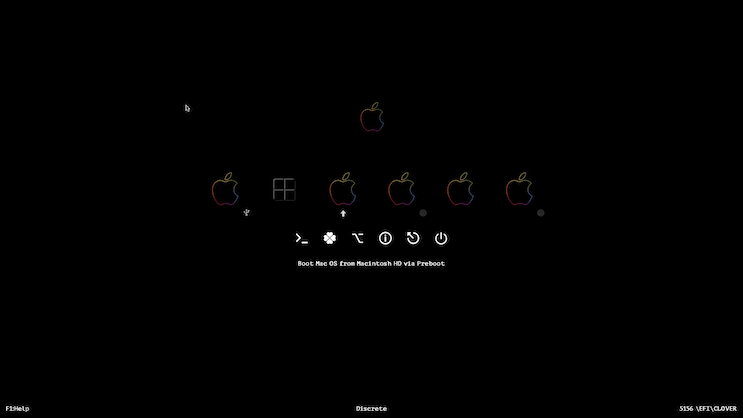 Boot Mac OS from Macintosh HD via Preboot
F1:Help
Discrete
5156 \EFI\CLOVER